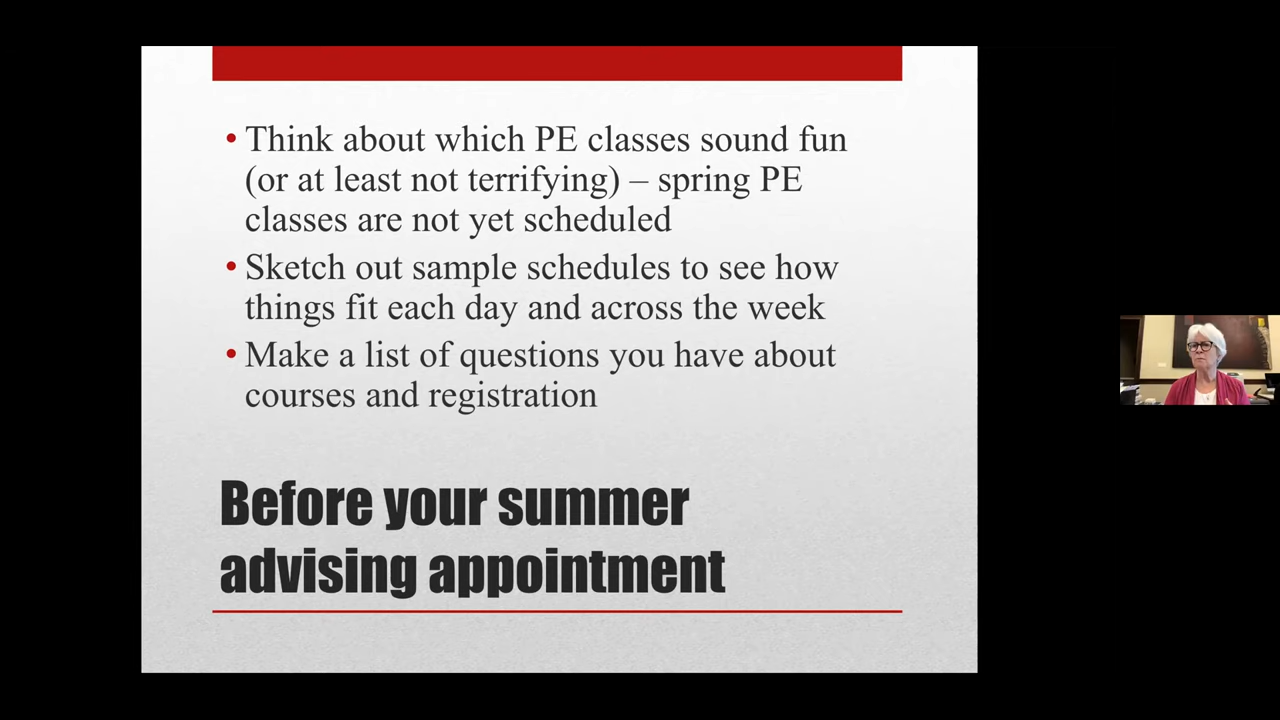 • Think about which PE classes sound fun
(or at least not terrifying) – spring PE
classes are not yet scheduled
• Sketch out sample schedules to see how
things fit each day and across the week
• Make a list of questions you have about
courses and registration
Before your summer
advising appointment